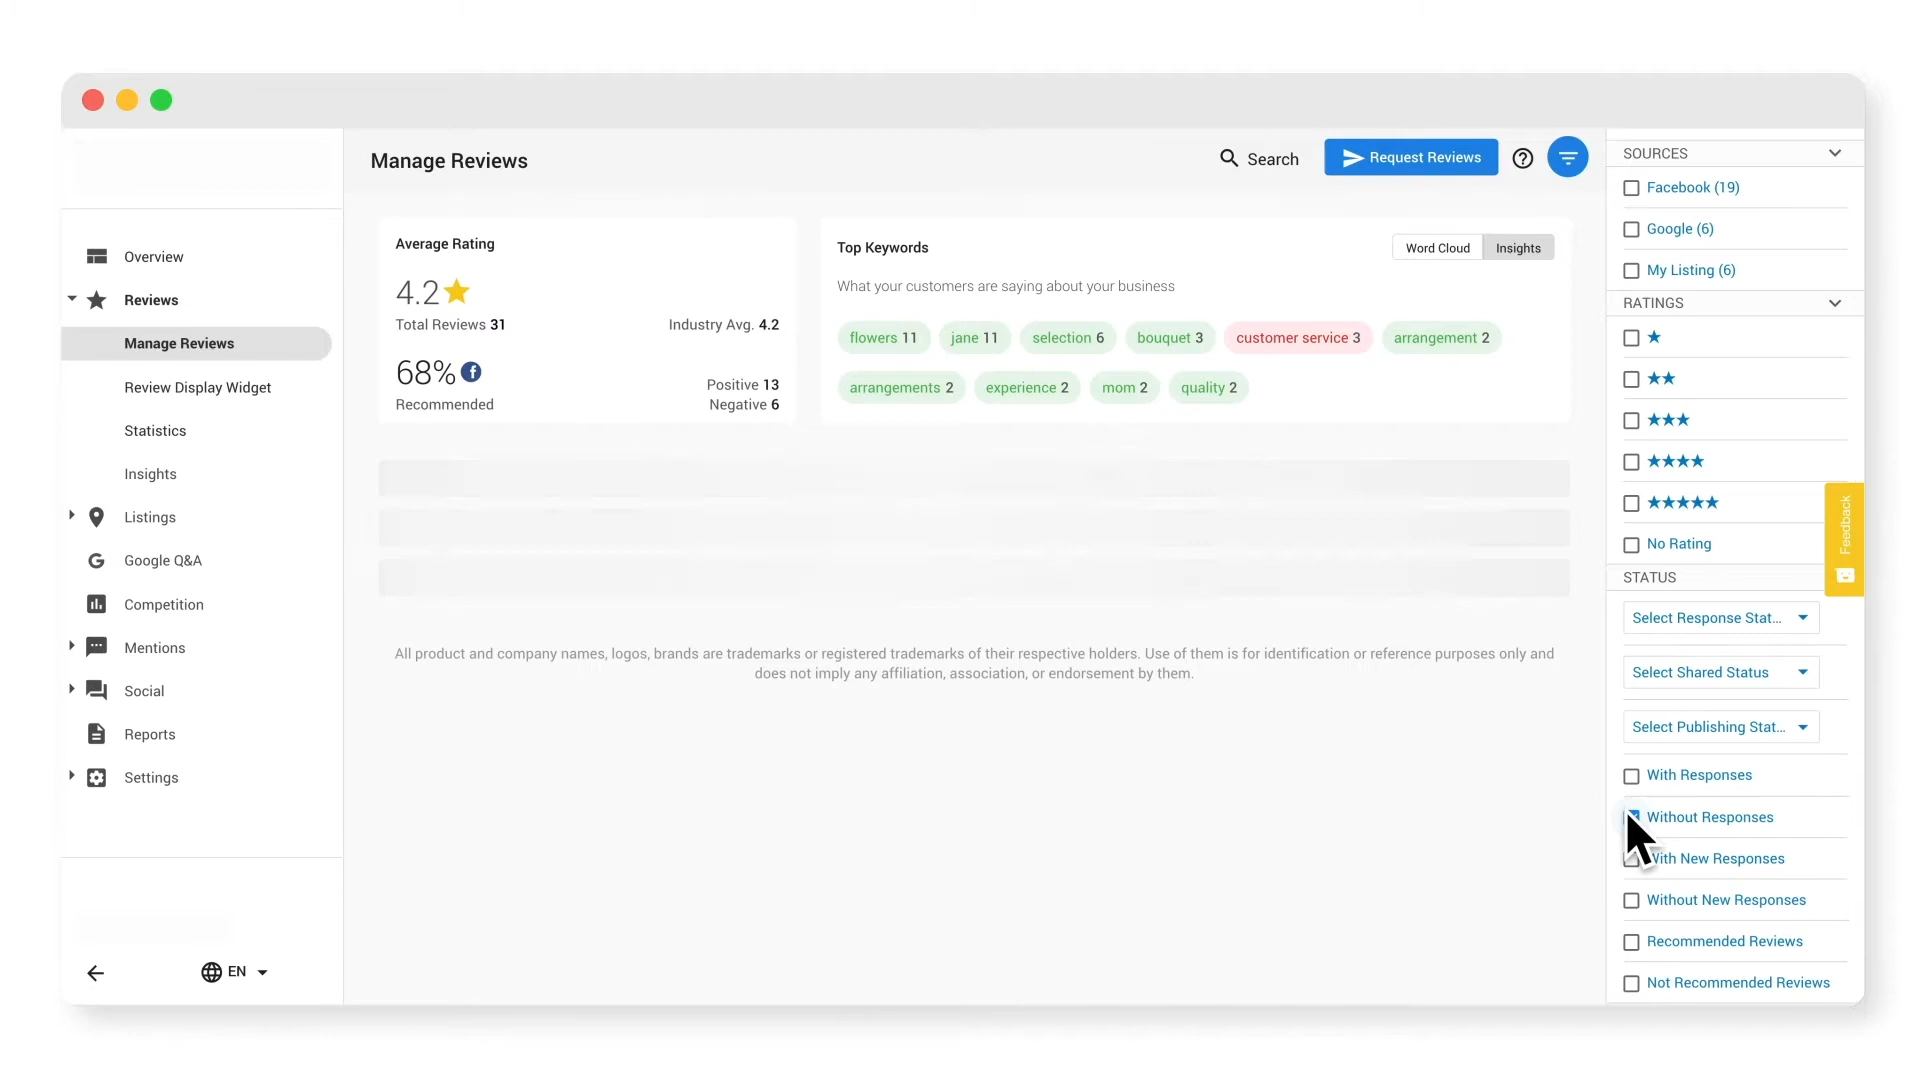 Manage Reviews
Search
Request Reviews
Overview
Reviews
Manage Reviews
Review Display Widget
Statistics
Insights
Listings
Google Q&A
Competition
Mentions
Social
Reports
Settings
EN
Average Rating
4.2
Total Reviews 31
Industry Avg. 4.2
68%
Recommended
Positive 13
Negative 6
Top Keywords
Word Cloud
Insights
What your customers are saying about your business
flowers 11
jane 11
selection 6
bouquet 3
customer service 3
arrangement 2
arrangements 2
experience 2
mom 2
quality 2
All product and company names, logos, brands are trademarks or registered trademarks of their respective holders. Use of them is for identification or reference purposes only and
does not imply any affiliation, association, or endorsement by them.
SOURCES
Facebook (19)
Google (6)
My Listing (6)
RATINGS
No Rating
Feedback
STATUS
Select Response Stat...
Select Shared Status
Select Publishing Stat...
With Responses
Without Responses
With New Responses
Without New Responses
Recommended Reviews
Not Recommended Reviews